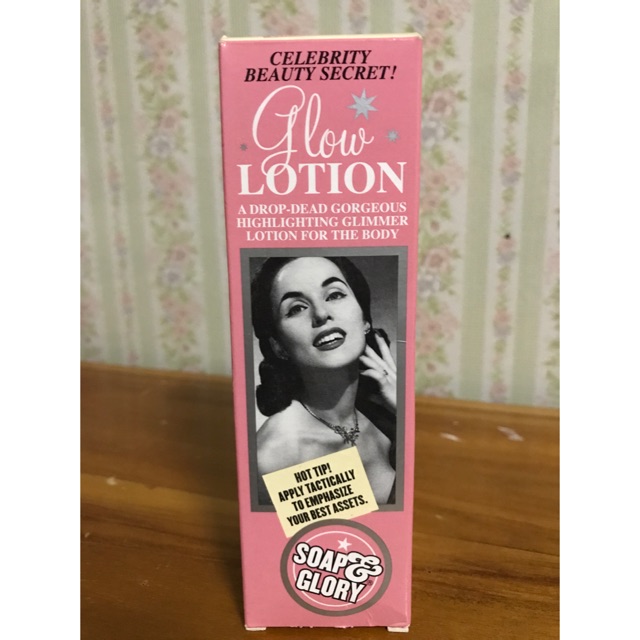 CELEBRITY
BEAUTY SECRET!
Glow
LOTION
A DROP-DEAD GORGEOUS
HIGHLIGHTING GLIMMER
LOTION FOR THE BODY
HOT TIP!
APPLY TACTICALLY
TO EMPHASIZE
YOUR BEST ASSETS.
SOAP&
GLORY